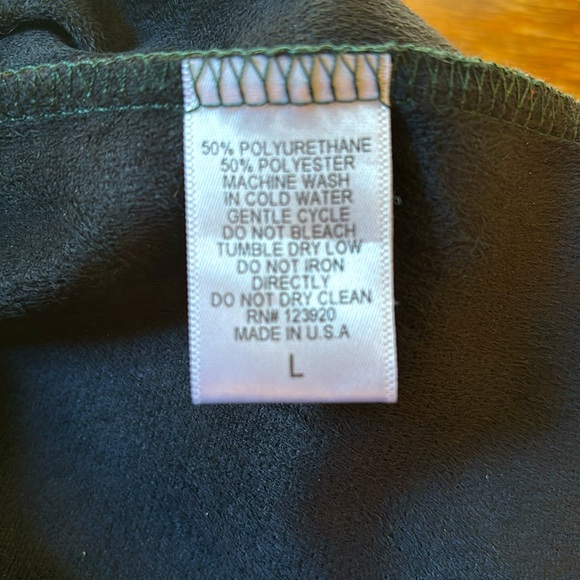 50% POLYURETHANE
50% POLYESTER
MACHINE WASH
IN COLD WATER
GENTLE CYCLE
DO NOT BLEACH
TUMBLE DRY LOW
DO NOT IRON
DIRECTLY
DO NOT DRY CLEAN
RN# 123920
MADE IN U.S.A
L